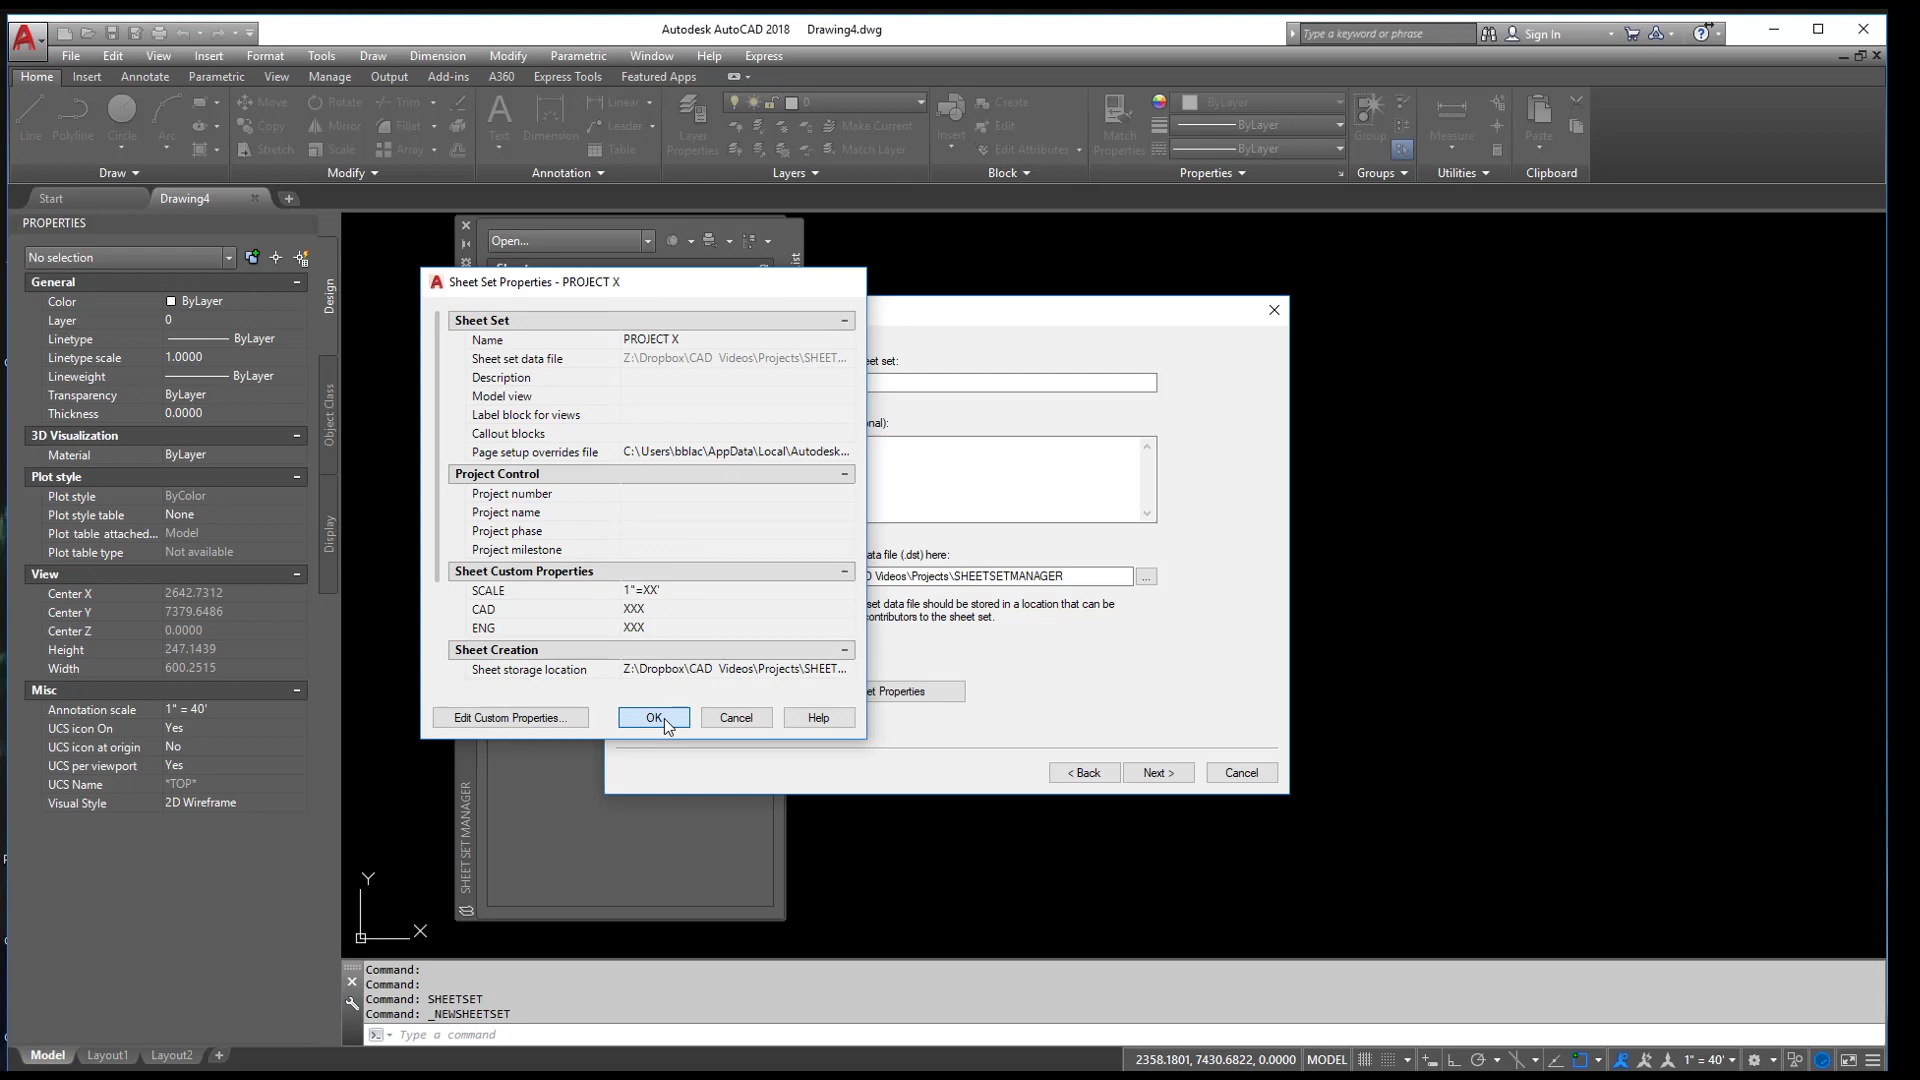 Autodesk AutoCAD 2018 Drawing4.dwg
Type a keyword or phrase
Sign In
File Edit View Insert Format Tools Draw Dimension Modify Parametric Window Help Express
Home Insert Annotate Parametric View Manage Output Add-ins A360 Express Tools Featured Apps
Line Polyline Circle Arc
Move Rotate Trim
Copy Mirror Fillet
Stretch Scale Array
Text Dimension
Linear
Leader
Table
Layer Properties
0
Make Current
Match Layer
Insert
Create
Edit
Edit Attributes
Match Properties
ByLayer
ByLayer
ByLayer
Group
Measure
Paste
Draw Modify Annotation Layers Block Properties Groups Utilities Clipboard
Start Drawing4
PROPERTIES
No selection
General
Color ByLayer
Layer 0
Linetype ByLayer
Linetype scale 1.0000
Lineweight ByLayer
Transparency ByLayer
Thickness 0.0000
3D Visualization
Material ByLayer
Plot style
Plot style ByColor
Plot style table None
Plot table attached... Model
Plot table type Not available
View
Center X 2642.7312
Center Y 7379.6486
Center Z 0.0000
Height 247.1439
Width 600.2515
Misc
Annotation scale 1" = 40'
UCS icon On Yes
UCS icon at origin No
UCS per viewport Yes
UCS Name *TOP*
Visual Style 2D Wireframe
Design
Object Class
Display
Open...
SHEET SET MANAGER
Sheet Set Properties - PROJECT X
Sheet Set
Name PROJECT X
Sheet set data file Z:\Dropbox\CAD Videos\Projects\SHEET...
Description
Model view
Label block for views
Callout blocks
Page setup overrides file C:\Users\bblac\AppData\Local\Autodesk...
Project Control
Project number
Project name
Project phase
Project milestone
Sheet Custom Properties
SCALE 1"=XX'
CAD XXX
ENG XXX
Sheet Creation
Sheet storage location Z:\Dropbox\CAD Videos\Projects\SHEET...
Edit Custom Properties... OK Cancel Help
eet set:
onal):
ata file (.dst) here:
D Videos\Projects\SHEETSETMANAGER
...
set data file should be stored in a location that can be
contributors to the sheet set.
et Properties
< Back Next > Cancel
Y
X
Command:
Command:
Command: SHEETSET
Command: _NEWSHEETSET
Type a command
Model Layout1 Layout2 +
2358.1801, 7430.6822, 0.0000 MODEL 1" = 40'